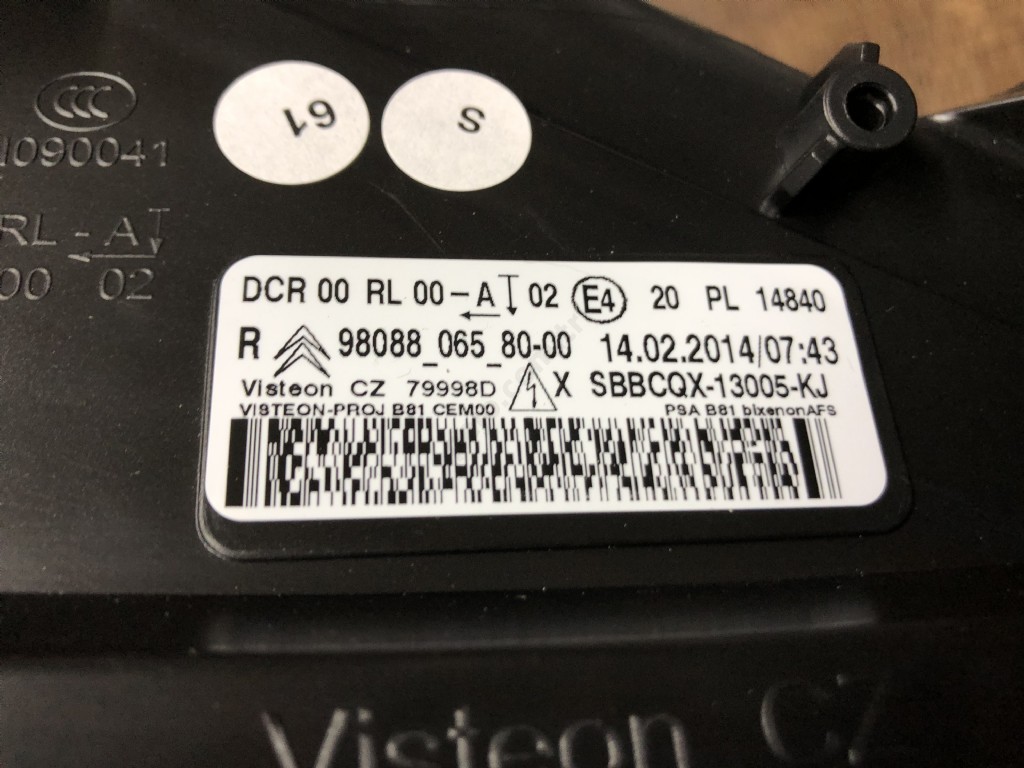 CCC
61
S
1090041
RL-A
00 02
DCR 00 RL 00-A 02 E4 20 PL 14840
R 98088_065_80-00 14.02.2014/07:43
Visteon CZ 79998D X SBBCQX-13005-KJ
VISTEON-PROJ B81 CEM00 PSA B81 bixenonAFS
Visteon CZ